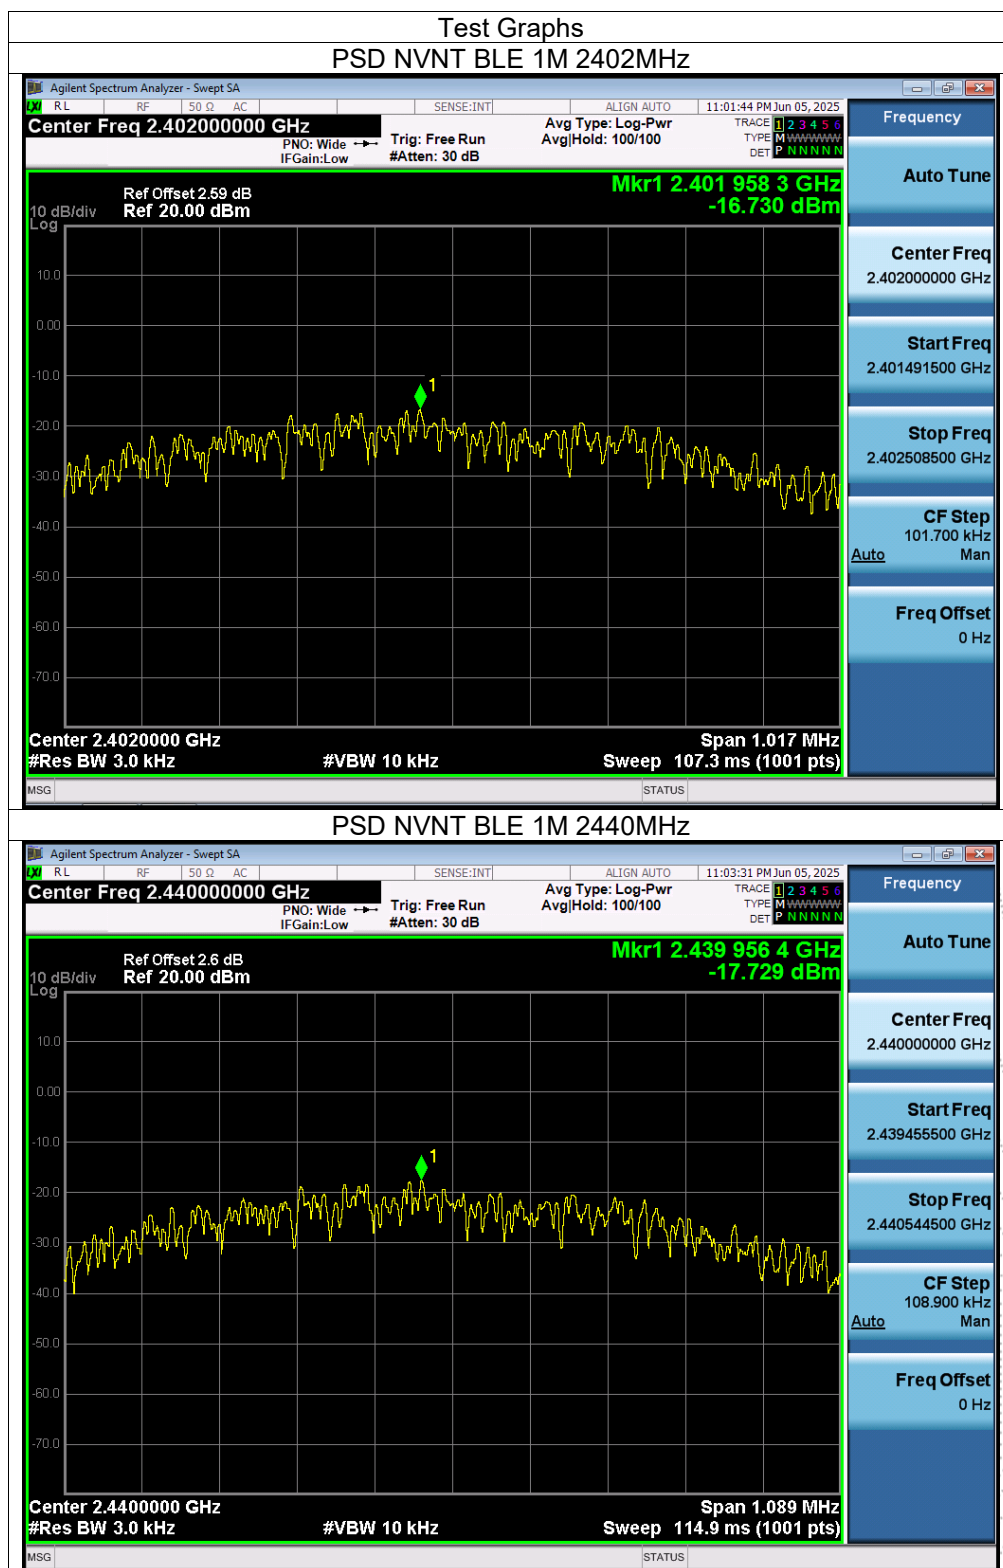 Test Graphs
PSD NVNT BLE 1M 2402MHz
Agilent Spectrum Analyzer - Swept SA
LXI RL RF 50 Ω AC SENSE:INT ALIGN AUTO 11:01:44 PM Jun 05, 2025
Center Freq 2.402000000 GHz
PNO: Wide
IFGain:Low
Trig: Free Run
#Atten: 30 dB
Avg Type: Log-Pwr
Avg|Hold: 100/100
TRACE 1 2 3 4 5 6
TYPE M WWWWW
DET P N N N N N
Frequency
Auto Tune
Center Freq
2.402000000 GHz
Start Freq
2.401491500 GHz
Stop Freq
2.402508500 GHz
CF Step
101.700 kHz
Auto Man
Freq Offset
0 Hz
Mkr1 2.401 958 3 GHz
-16.730 dBm
Ref Offset 2.59 dB
10 dB/div Ref 20.00 dBm
Log
10.0
0.00
-10.0
1
-20.0
-30.0
-40.0
-50.0
-60.0
-70.0
Center 2.4020000 GHz Span 1.017 MHz
#Res BW 3.0 kHz #VBW 10 kHz Sweep 107.3 ms (1001 pts)
MSG STATUS
PSD NVNT BLE 1M 2440MHz
Agilent Spectrum Analyzer - Swept SA
LXI RL RF 50 Ω AC SENSE:INT ALIGN AUTO 11:03:31 PM Jun 05, 2025
Center Freq 2.440000000 GHz
PNO: Wide
IFGain:Low
Trig: Free Run
#Atten: 30 dB
Avg Type: Log-Pwr
Avg|Hold: 100/100
TRACE 1 2 3 4 5 6
TYPE M WWWWW
DET P N N N N N
Frequency
Auto Tune
Center Freq
2.440000000 GHz
Start Freq
2.439455500 GHz
Stop Freq
2.440544500 GHz
CF Step
108.900 kHz
Auto Man
Freq Offset
0 Hz
Mkr1 2.439 956 4 GHz
-17.729 dBm
Ref Offset 2.6 dB
10 dB/div Ref 20.00 dBm
Log
10.0
0.00
-10.0
1
-20.0
-30.0
-40.0
-50.0
-60.0
-70.0
Center 2.4400000 GHz Span 1.089 MHz
#Res BW 3.0 kHz #VBW 10 kHz Sweep 114.9 ms (1001 pts)
MSG STATUS